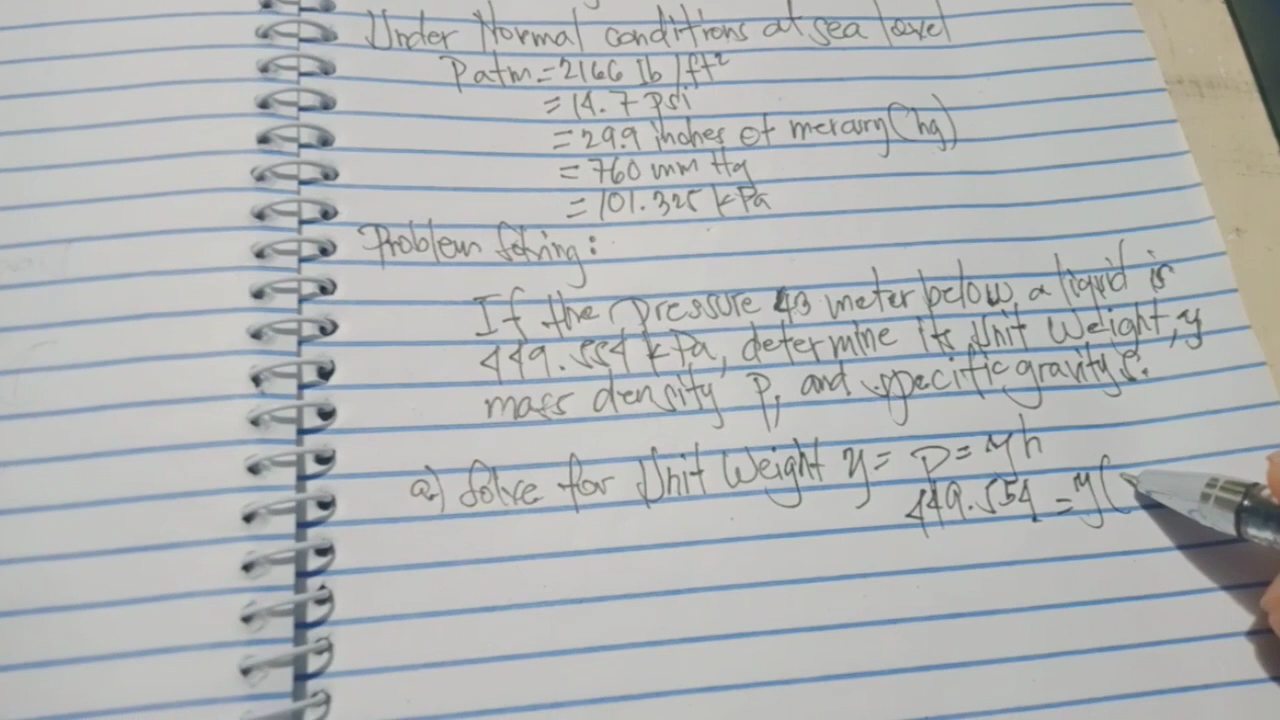 Under Normal conditions at sea level
Patm = 2166 lb/ft²
= 14.7 psi
= 29.9 inches of mercury (hg)
= 760 mm Hg
= 101.325 kPa
Problem Solving:
If the pressure 43 meter below a liquid is
449.554 kPa, determine its Unit Weight, y
mass density P, and specific gravity S.
a.) Solve for Unit Weight y = P = yh
449.554 = y(